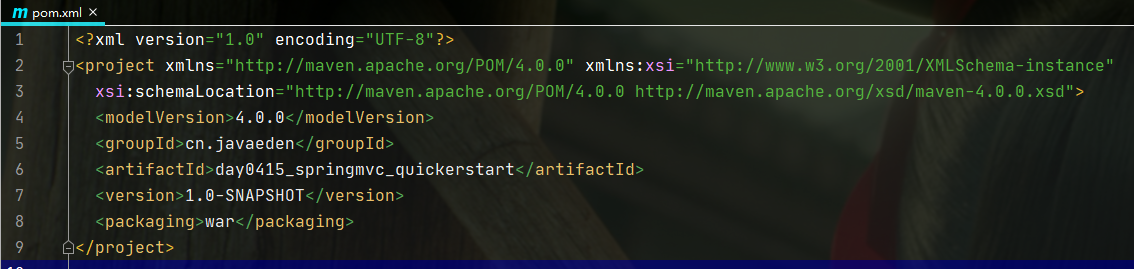 m pom.xml ×
1 <?xml version="1.0" encoding="UTF-8"?>
2 <project xmlns="http://maven.apache.org/POM/4.0.0" xmlns:xsi="http://www.w3.org/2001/XMLSchema-instance"
3 xsi:schemaLocation="http://maven.apache.org/POM/4.0.0 http://maven.apache.org/xsd/maven-4.0.0.xsd">
4 <modelVersion>4.0.0</modelVersion>
5 <groupId>cn.javaeden</groupId>
6 <artifactId>day0415_springmvc_quickerstart</artifactId>
7 <version>1.0-SNAPSHOT</version>
8 <packaging>war</packaging>
9 </project>
10